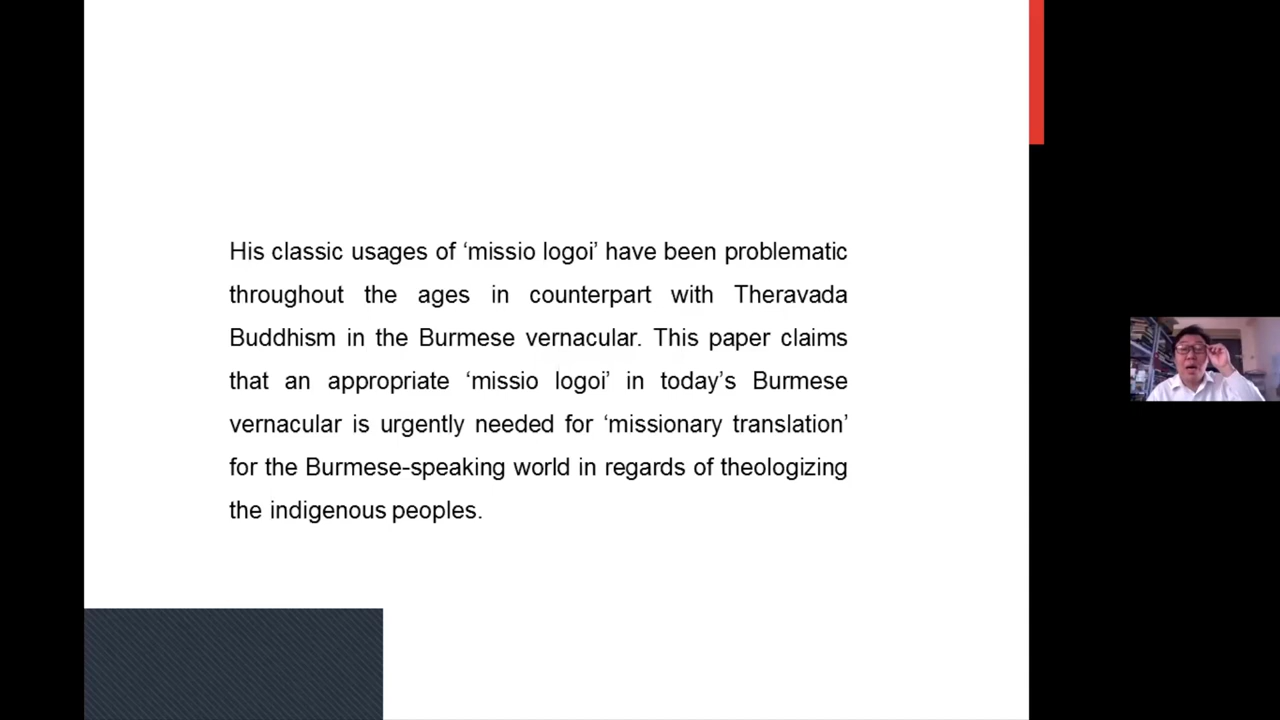 His classic usages of ‘missio logoi’ have been problematic
throughout the ages in counterpart with Theravada
Buddhism in the Burmese vernacular. This paper claims
that an appropriate ‘missio logoi’ in today’s Burmese
vernacular is urgently needed for ‘missionary translation’
for the Burmese-speaking world in regards of theologizing
the indigenous peoples.